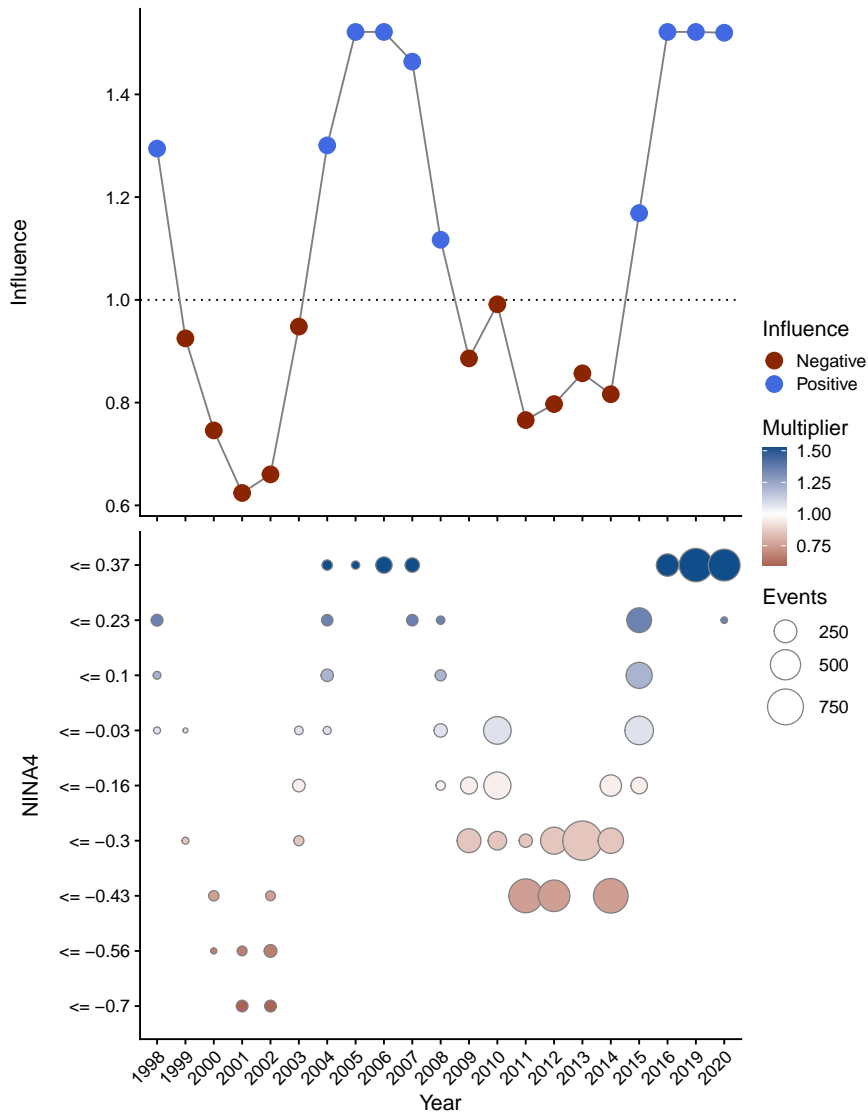 Influence
1.4
1.2
1.0
0.8
0.6
NINA4
<= 0.37
<= 0.23
<= 0.1
<= −0.03
<= −0.16
<= −0.3
<= −0.43
<= −0.56
<= −0.7
1998 1999 2000 2001 2002 2003 2004 2005 2006 2007 2008 2009 2010 2011 2012 2013 2014 2015 2016 2019 2020
Year
Influence
Negative
Positive
Multiplier
1.50
1.25
1.00
0.75
Events
250
500
750